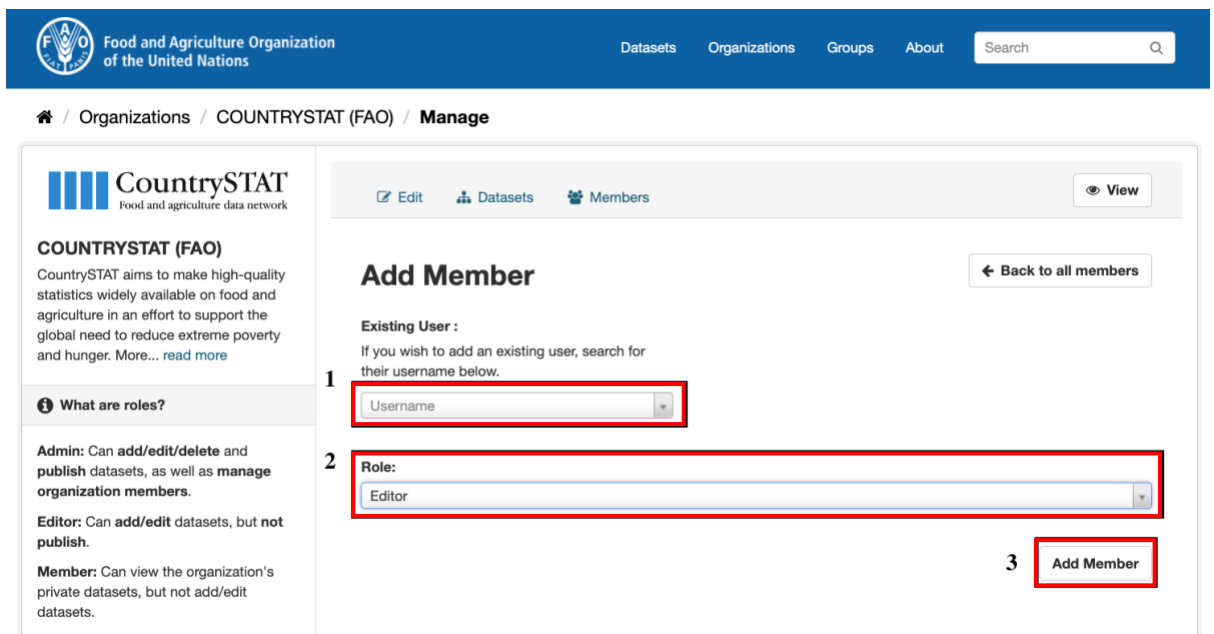 Food and Agriculture Organization
of the United Nations
Datasets Organizations Groups About Search
/ Organizations / COUNTRYSTAT (FAO) / Manage
CountrySTAT
Food and agriculture data network
COUNTRYSTAT (FAO)
CountrySTAT aims to make high-quality
statistics widely available on food and
agriculture in an effort to support the
global need to reduce extreme poverty
and hunger. More... read more
What are roles?
Admin: Can add/edit/delete and
publish datasets, as well as manage
organization members.
Editor: Can add/edit datasets, but not
publish.
Member: Can view the organization's
private datasets, but not add/edit
datasets.
Edit Datasets Members
View
Add Member
Back to all members
Existing User :
If you wish to add an existing user, search for
their username below.
1
Username
2
Role:
Editor
3
Add Member